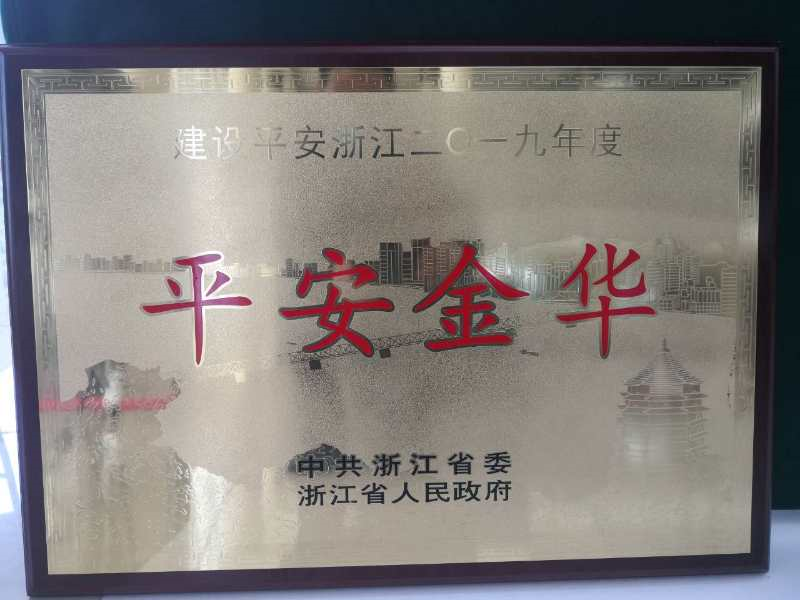 建设平安浙江二〇一九年度
平安金华
中共浙江省委
浙江省人民政府